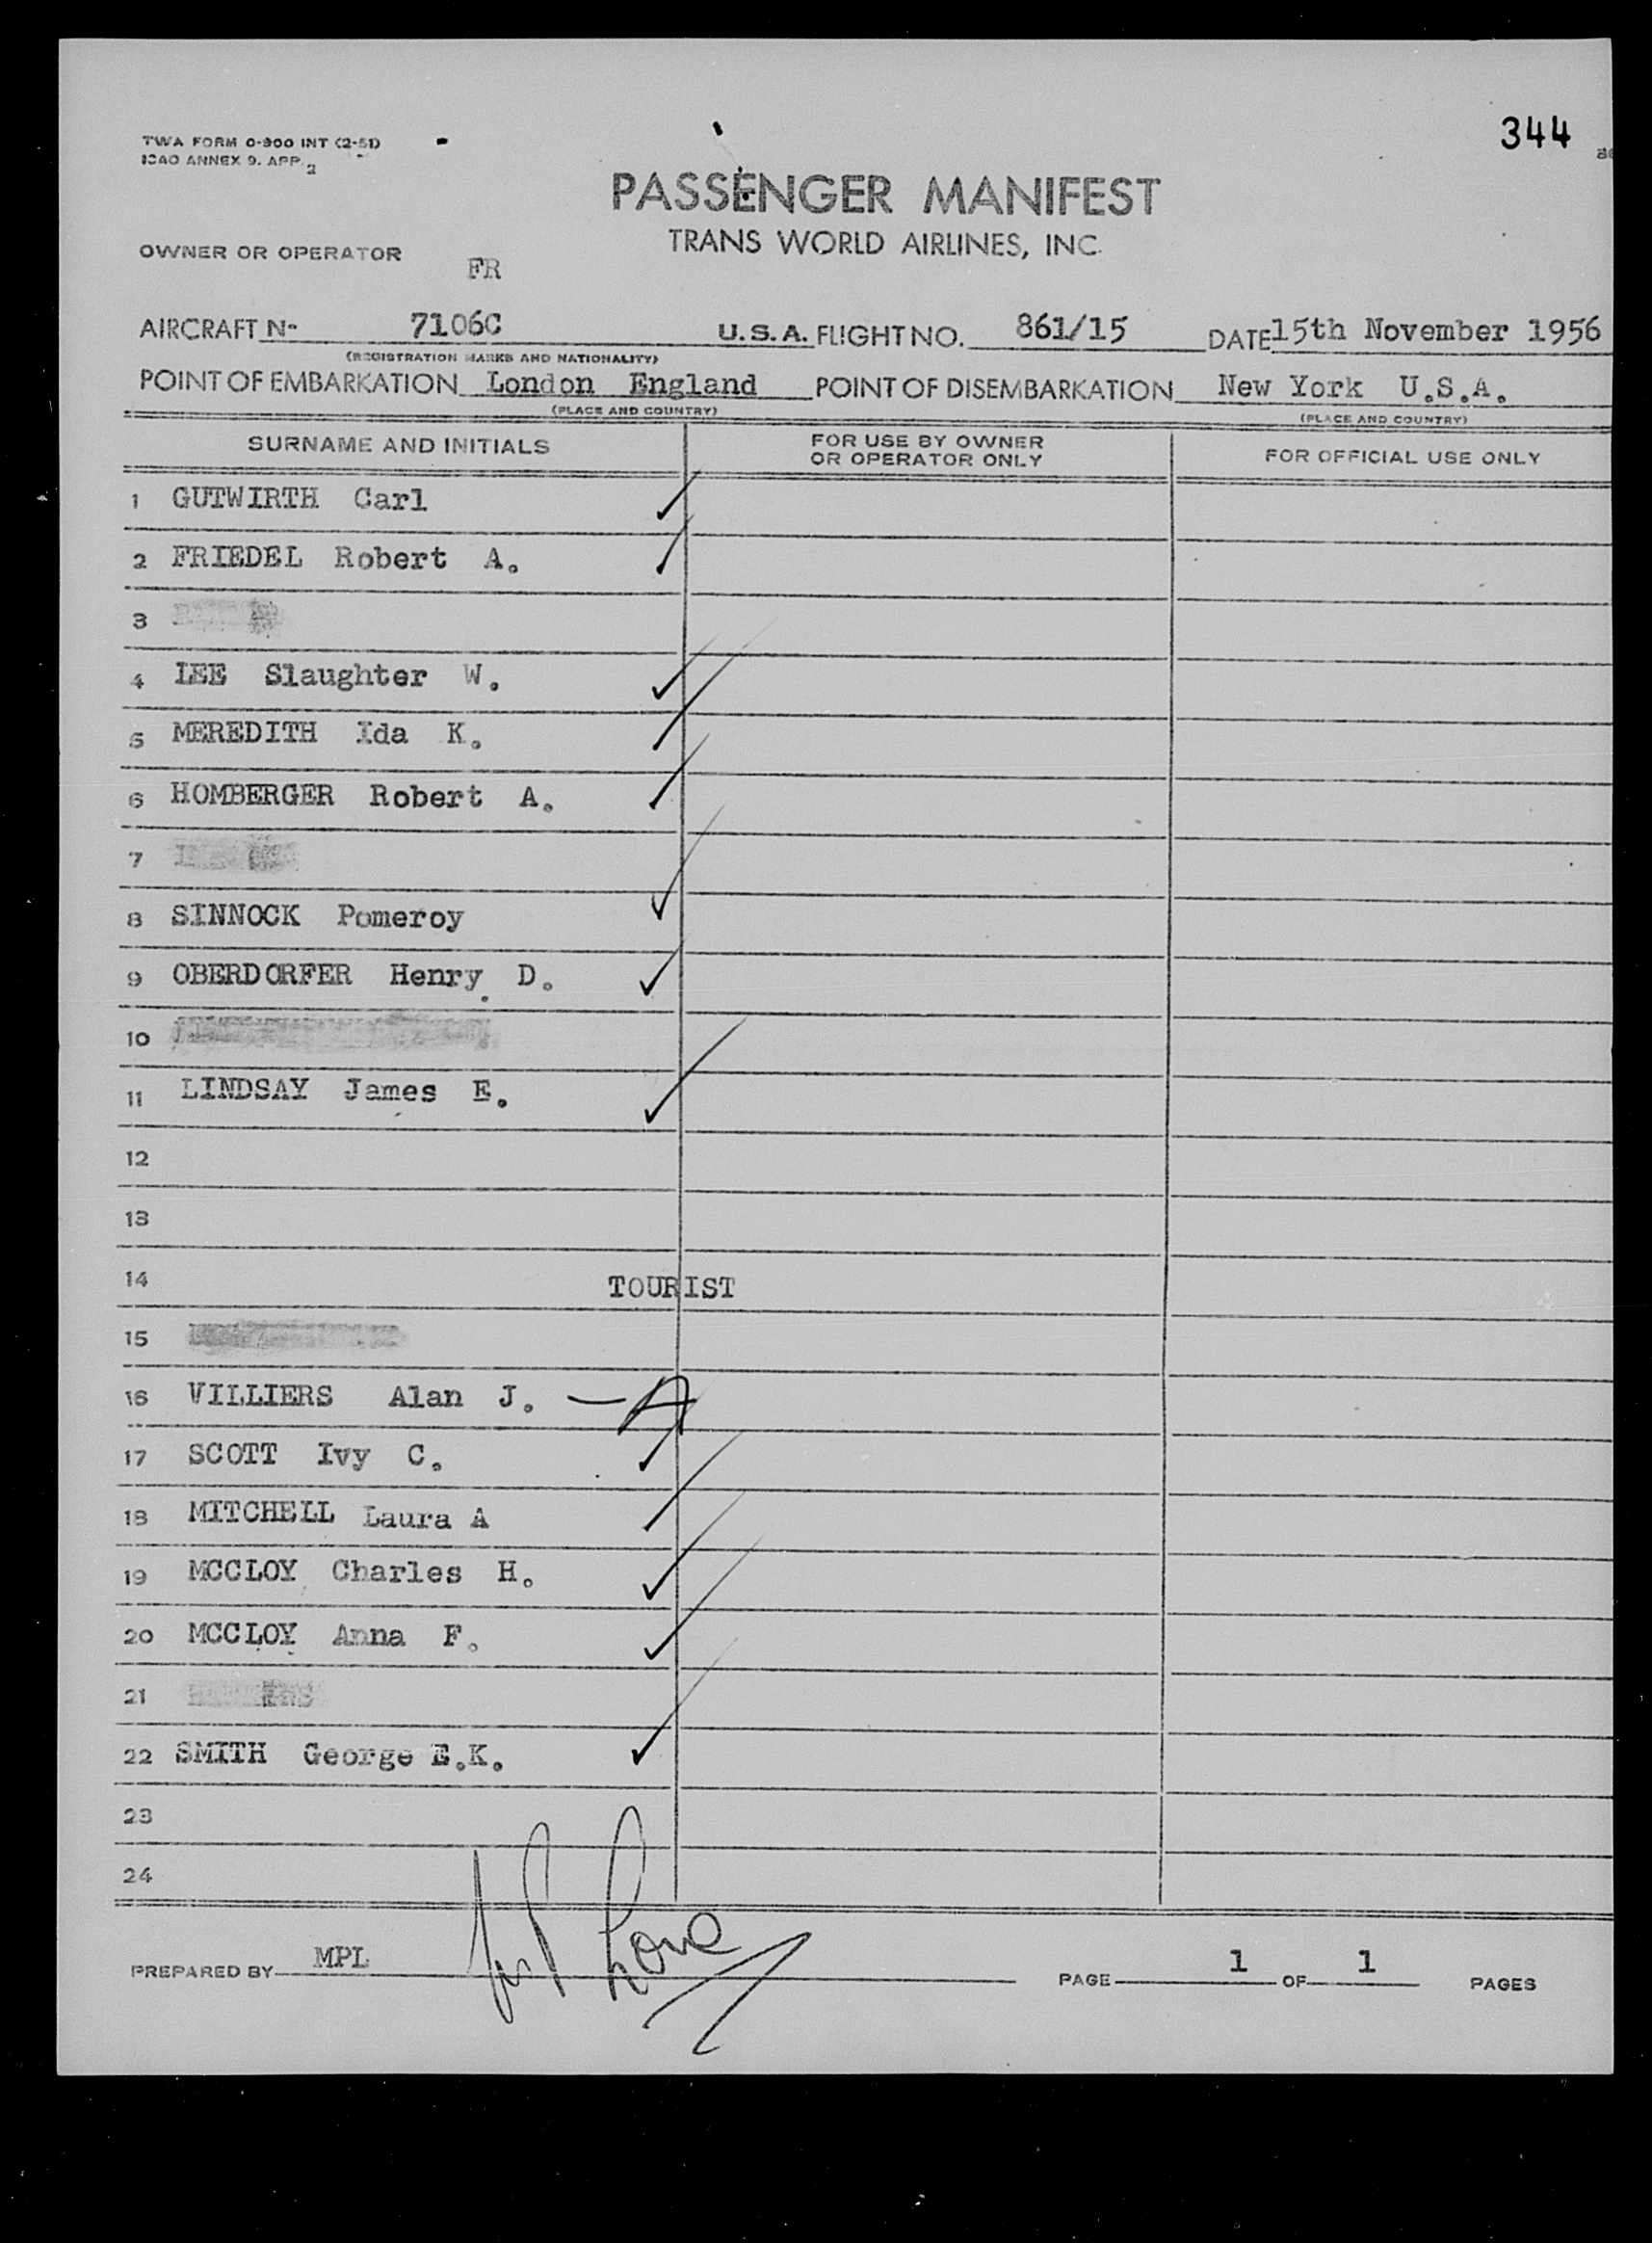 344
TWA FORM 0-900 INT (2-51)
ICAO ANNEX 9. APP. 2
PASSENGER MANIFEST
TRANS WORLD AIRLINES, INC.
OWNER OR OPERATOR FR
AIRCRAFT N- 7106C U.S.A. FLIGHT NO. 861/15 DATE 15th November 1956
(REGISTRATION MARKS AND NATIONALITY)
POINT OF EMBARKATION London England POINT OF DISEMBARKATION New York U.S.A.
(PLACE AND COUNTRY) (PLACE AND COUNTRY)
SURNAME AND INITIALS FOR USE BY OWNER OR OPERATOR ONLY FOR OFFICIAL USE ONLY
1 GUTWIRTH Carl
2 FRIEDEL Robert A.
3
4 LEE Slaughter W.
5 MEREDITH Ida K.
6 HOMBERGER Robert A.
7
8 SINNOCK Pomeroy
9 OBERDORFER Henry D.
10
11 LINDSAY James E.
12
13
14 TOURIST
15
16 VILLIERS Alan J. — A
17 SCOTT Ivy C.
18 MITCHELL Laura A
19 MCCLOY Charles H.
20 MCCLOY Anna F.
21
22 SMITH George E.K.
23
24
PREPARED BY MPL PAGE 1 OF 1 PAGES